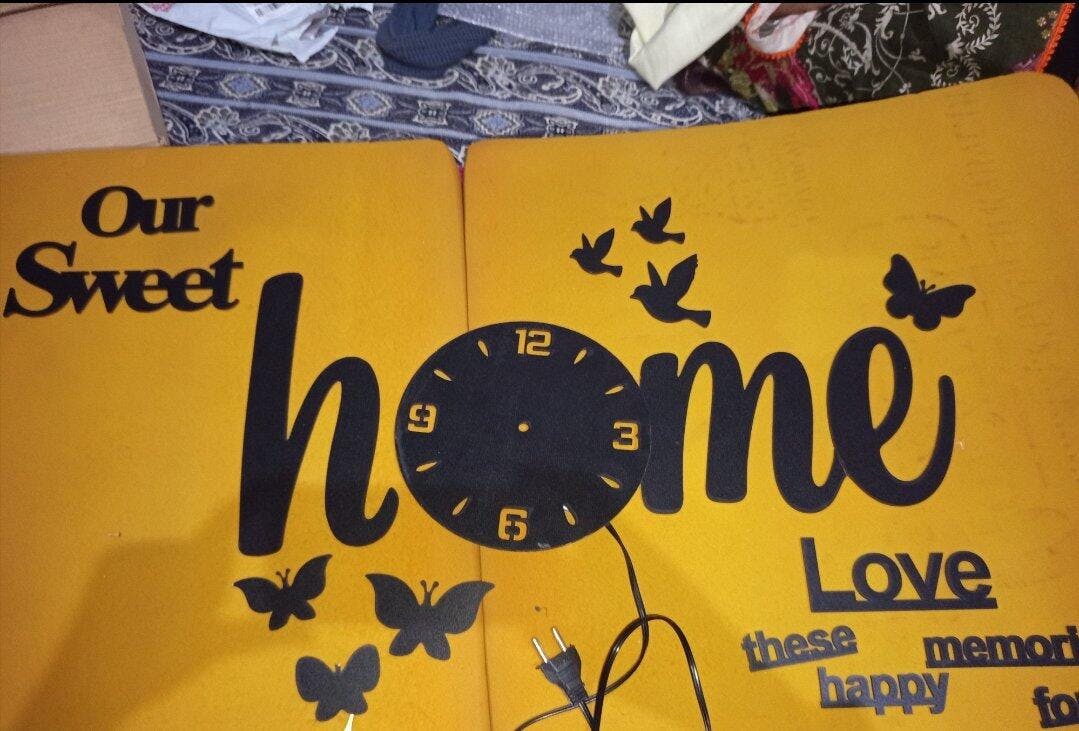 Our
Sweet
home
12
9
3
6
Love
these memori
happy
fo